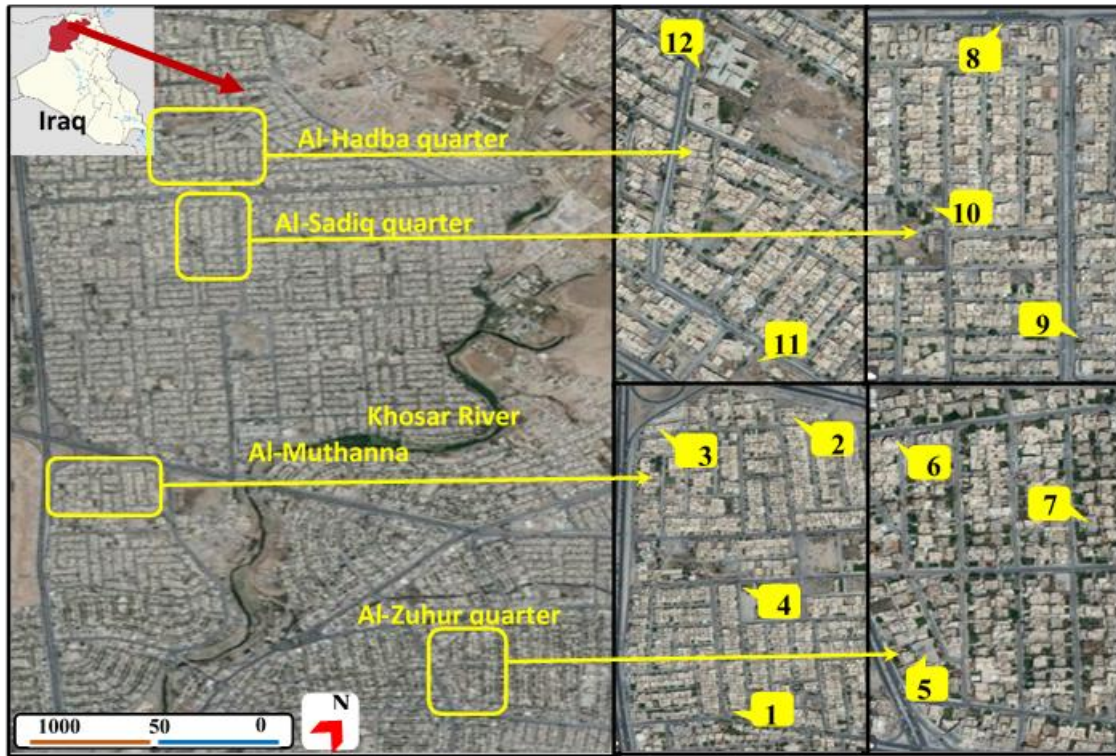 Iraq
Al-Hadba quarter
Al-Sadiq quarter
Khosar River
Al-Muthanna
Al-Zuhur quarter
1000 50 0
N
12
11
8
10
9
3
2
4
1
6
7
5